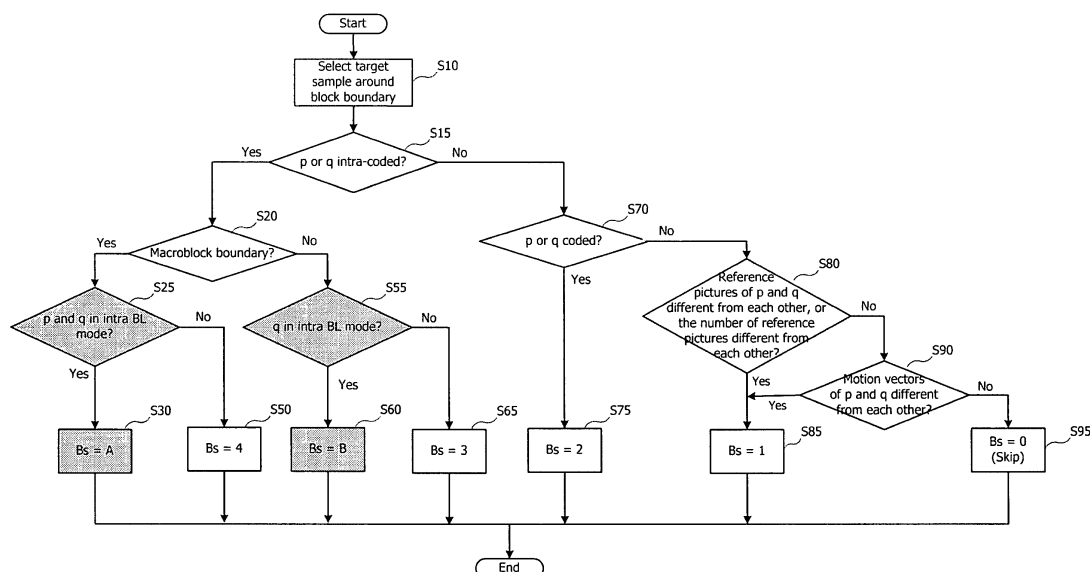 Start
Select target
sample around
block boundary
S10
p or q intra-coded?
S15
Yes
No
Macroblock boundary?
S20
Yes
No
p or q coded?
S70
No
Yes
p and q in intra BL
mode?
S25
No
Yes
q in intra BL mode?
S55
No
Yes
Reference
pictures of p and q
different from each other, or
the number of reference
pictures different from
each other?
S80
No
Yes
Motion vectors
of p and q different
from each other?
S90
Yes
No
Bs = A
S30
Bs = 4
S50
Bs = B
S60
Bs = 3
S65
Bs = 2
S75
Bs = 1
S85
Bs = 0
(Skip)
S95
End